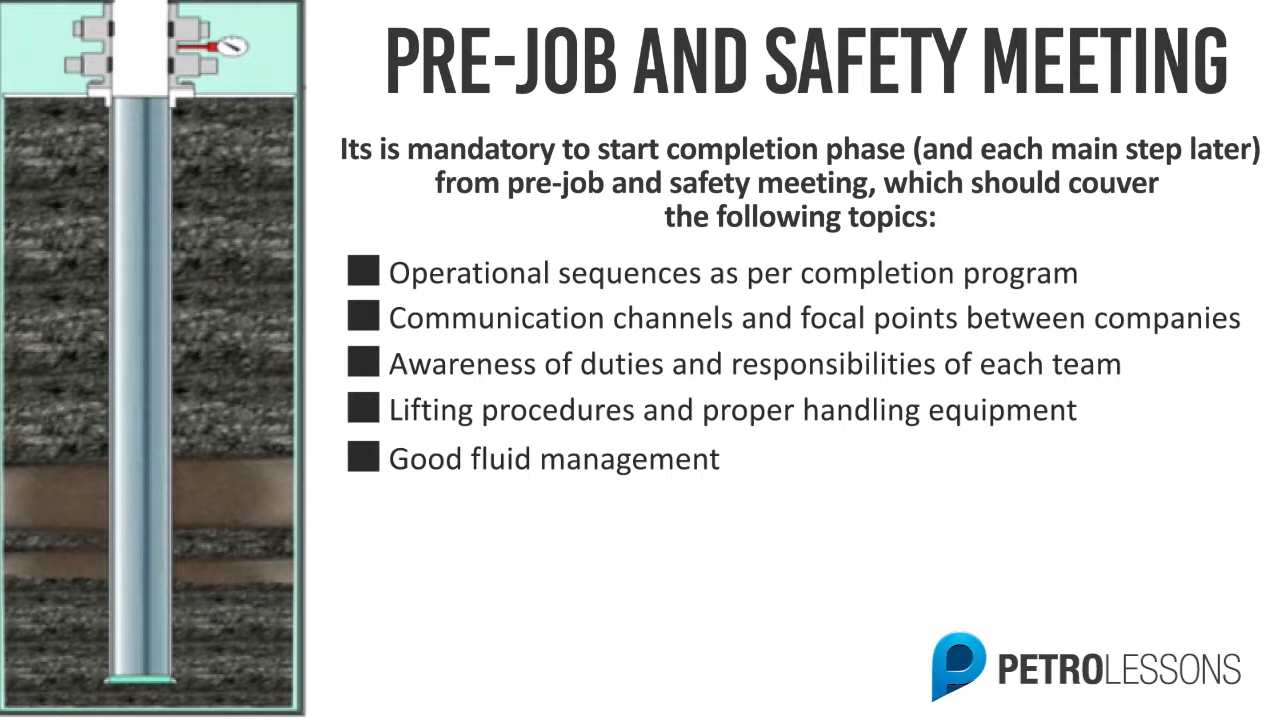 PRE-JOB AND SAFETY MEETING
Its is mandatory to start completion phase (and each main step later)
from pre-job and safety meeting, which should couver
the following topics:
Operational sequences as per completion program
Communication channels and focal points between companies
Awareness of duties and responsibilities of each team
Lifting procedures and proper handling equipment
Good fluid management
PETROLESSONS